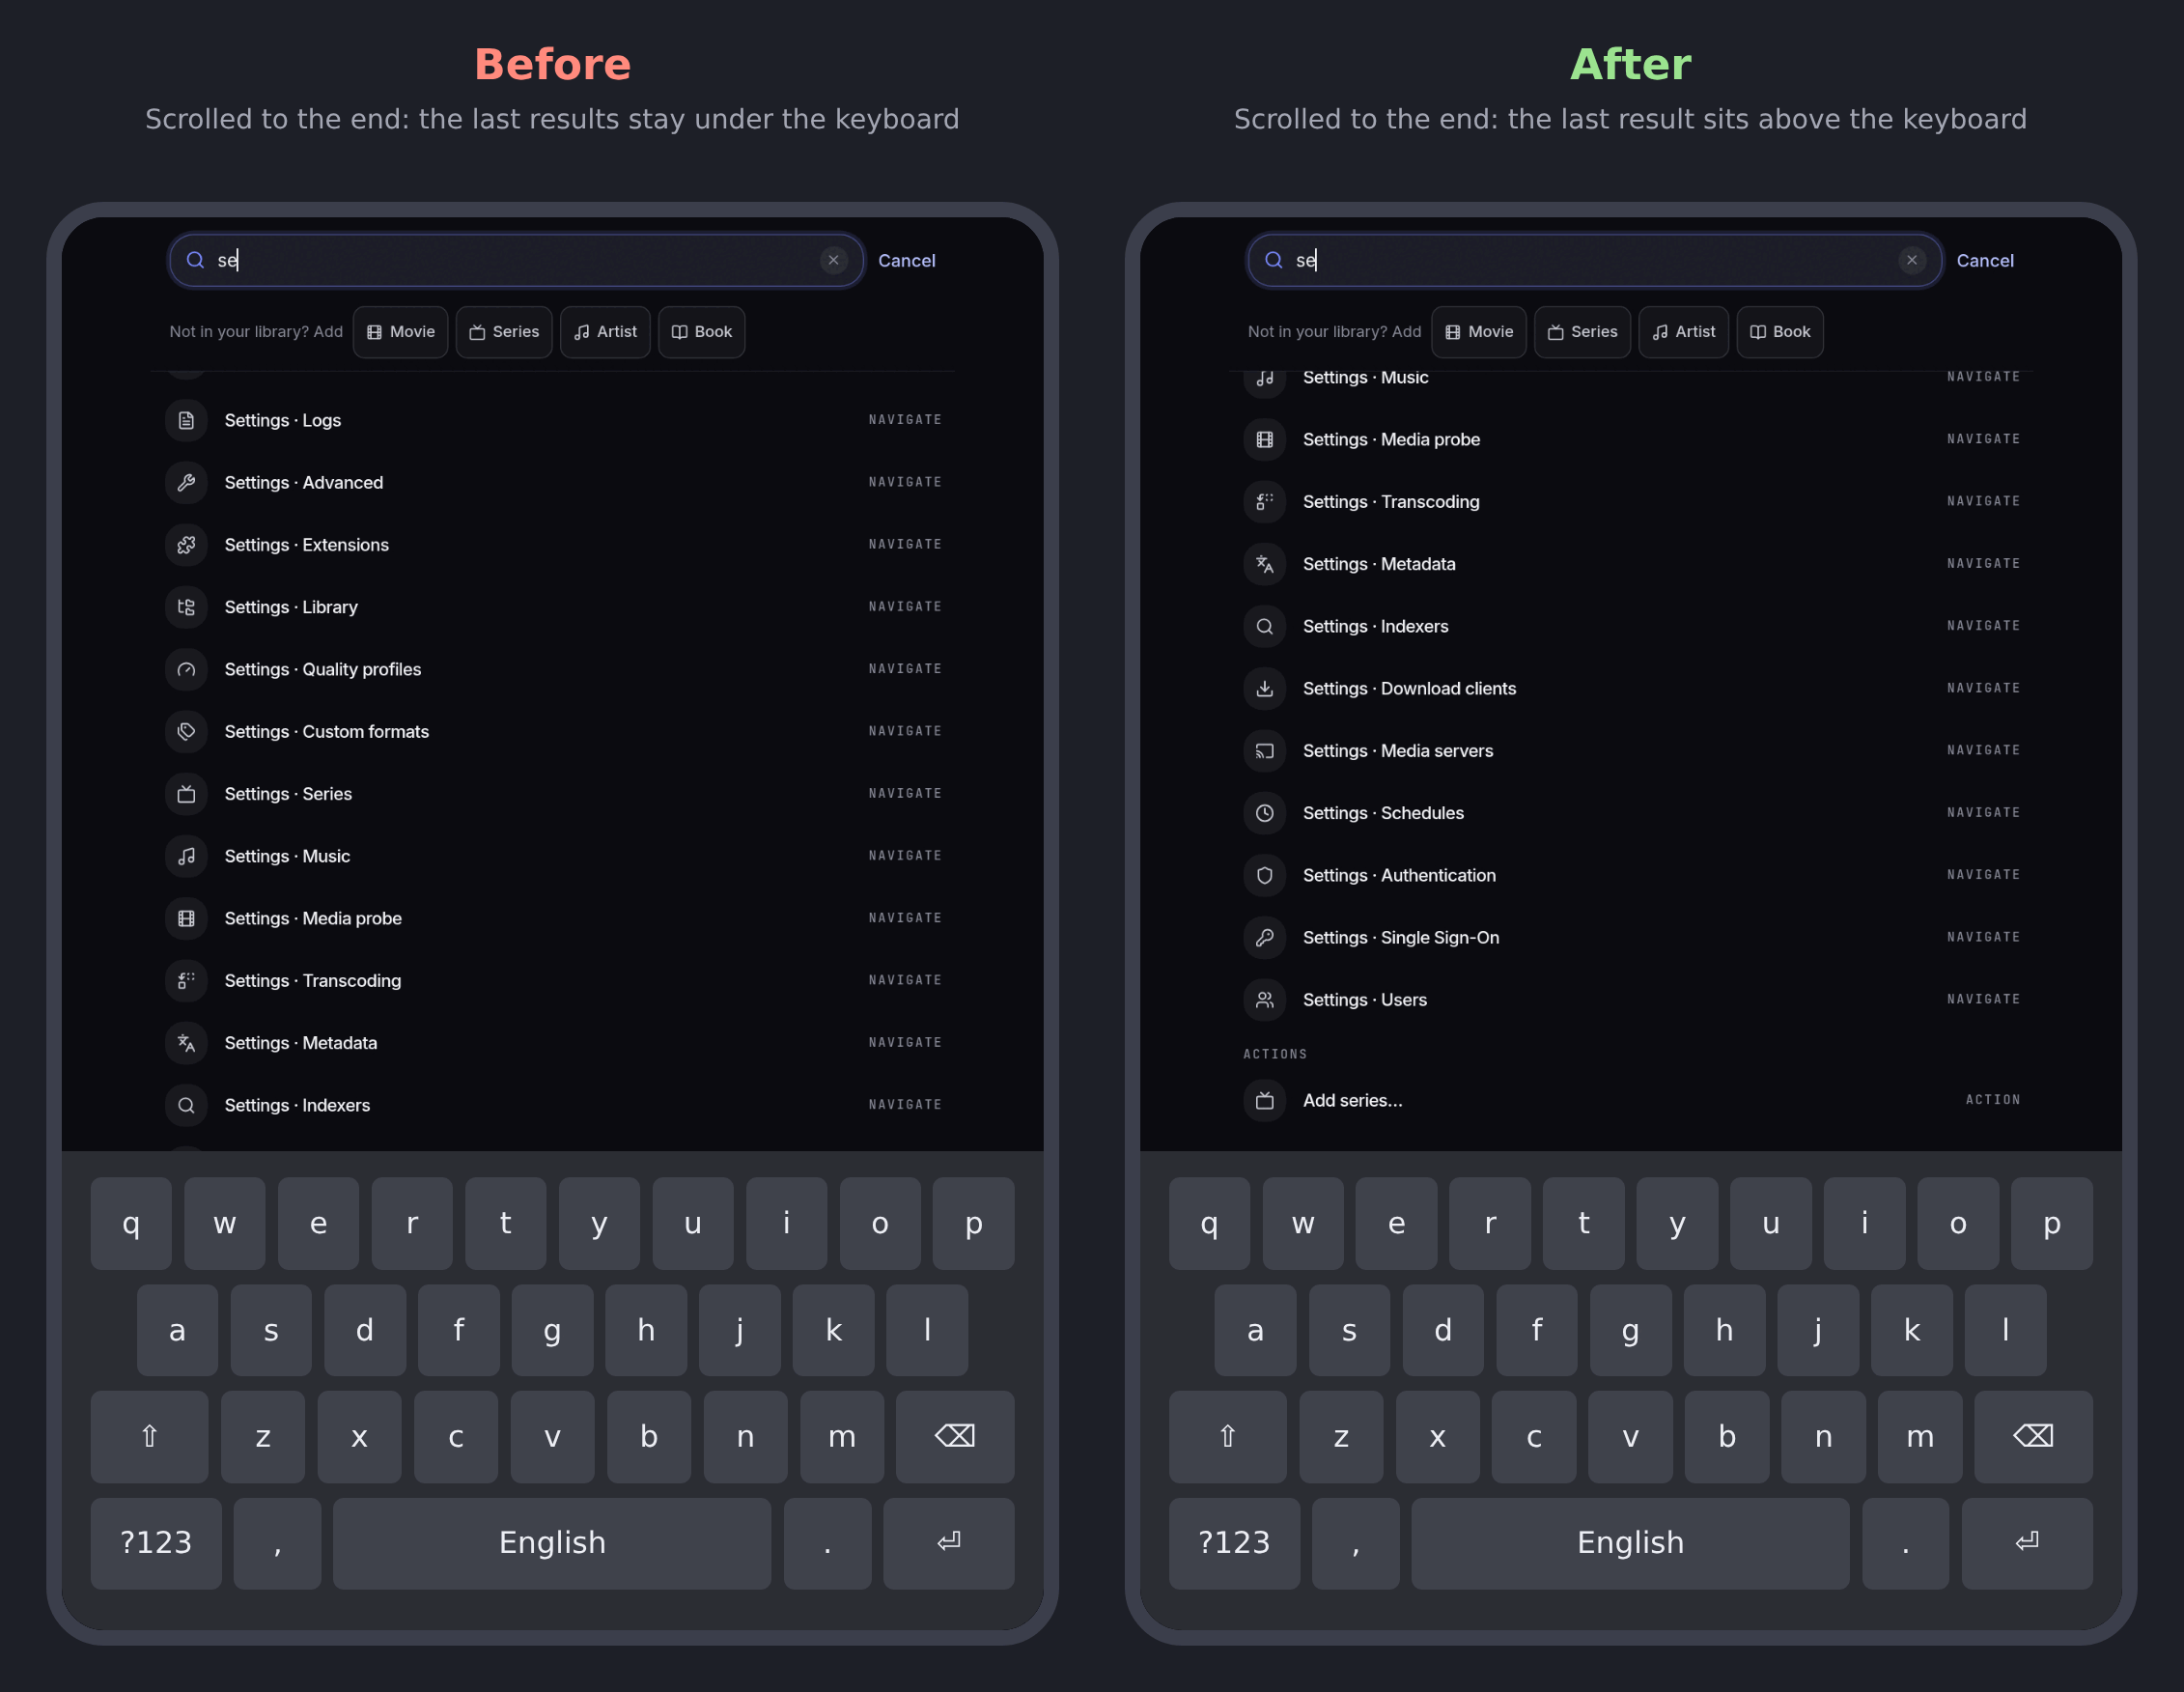 Before
Scrolled to the end: the last results stay under the keyboard
se
Cancel
Not in your library? Add
Movie
Series
Artist
Book
Settings · Logs NAVIGATE
Settings · Advanced NAVIGATE
Settings · Extensions NAVIGATE
Settings · Library NAVIGATE
Settings · Quality profiles NAVIGATE
Settings · Custom formats NAVIGATE
Settings · Series NAVIGATE
Settings · Music NAVIGATE
Settings · Media probe NAVIGATE
Settings · Transcoding NAVIGATE
Settings · Metadata NAVIGATE
Settings · Indexers NAVIGATE
q w e r t y u i o p
a s d f g h j k l
⇧ z x c v b n m ⌫
?123 , English . ⏎
After
Scrolled to the end: the last result sits above the keyboard
se
Cancel
Not in your library? Add
Movie
Series
Artist
Book
Settings · Music NAVIGATE
Settings · Media probe NAVIGATE
Settings · Transcoding NAVIGATE
Settings · Metadata NAVIGATE
Settings · Indexers NAVIGATE
Settings · Download clients NAVIGATE
Settings · Media servers NAVIGATE
Settings · Schedules NAVIGATE
Settings · Authentication NAVIGATE
Settings · Single Sign-On NAVIGATE
Settings · Users NAVIGATE
ACTIONS
Add series... ACTION
q w e r t y u i o p
a s d f g h j k l
⇧ z x c v b n m ⌫
?123 , English . ⏎